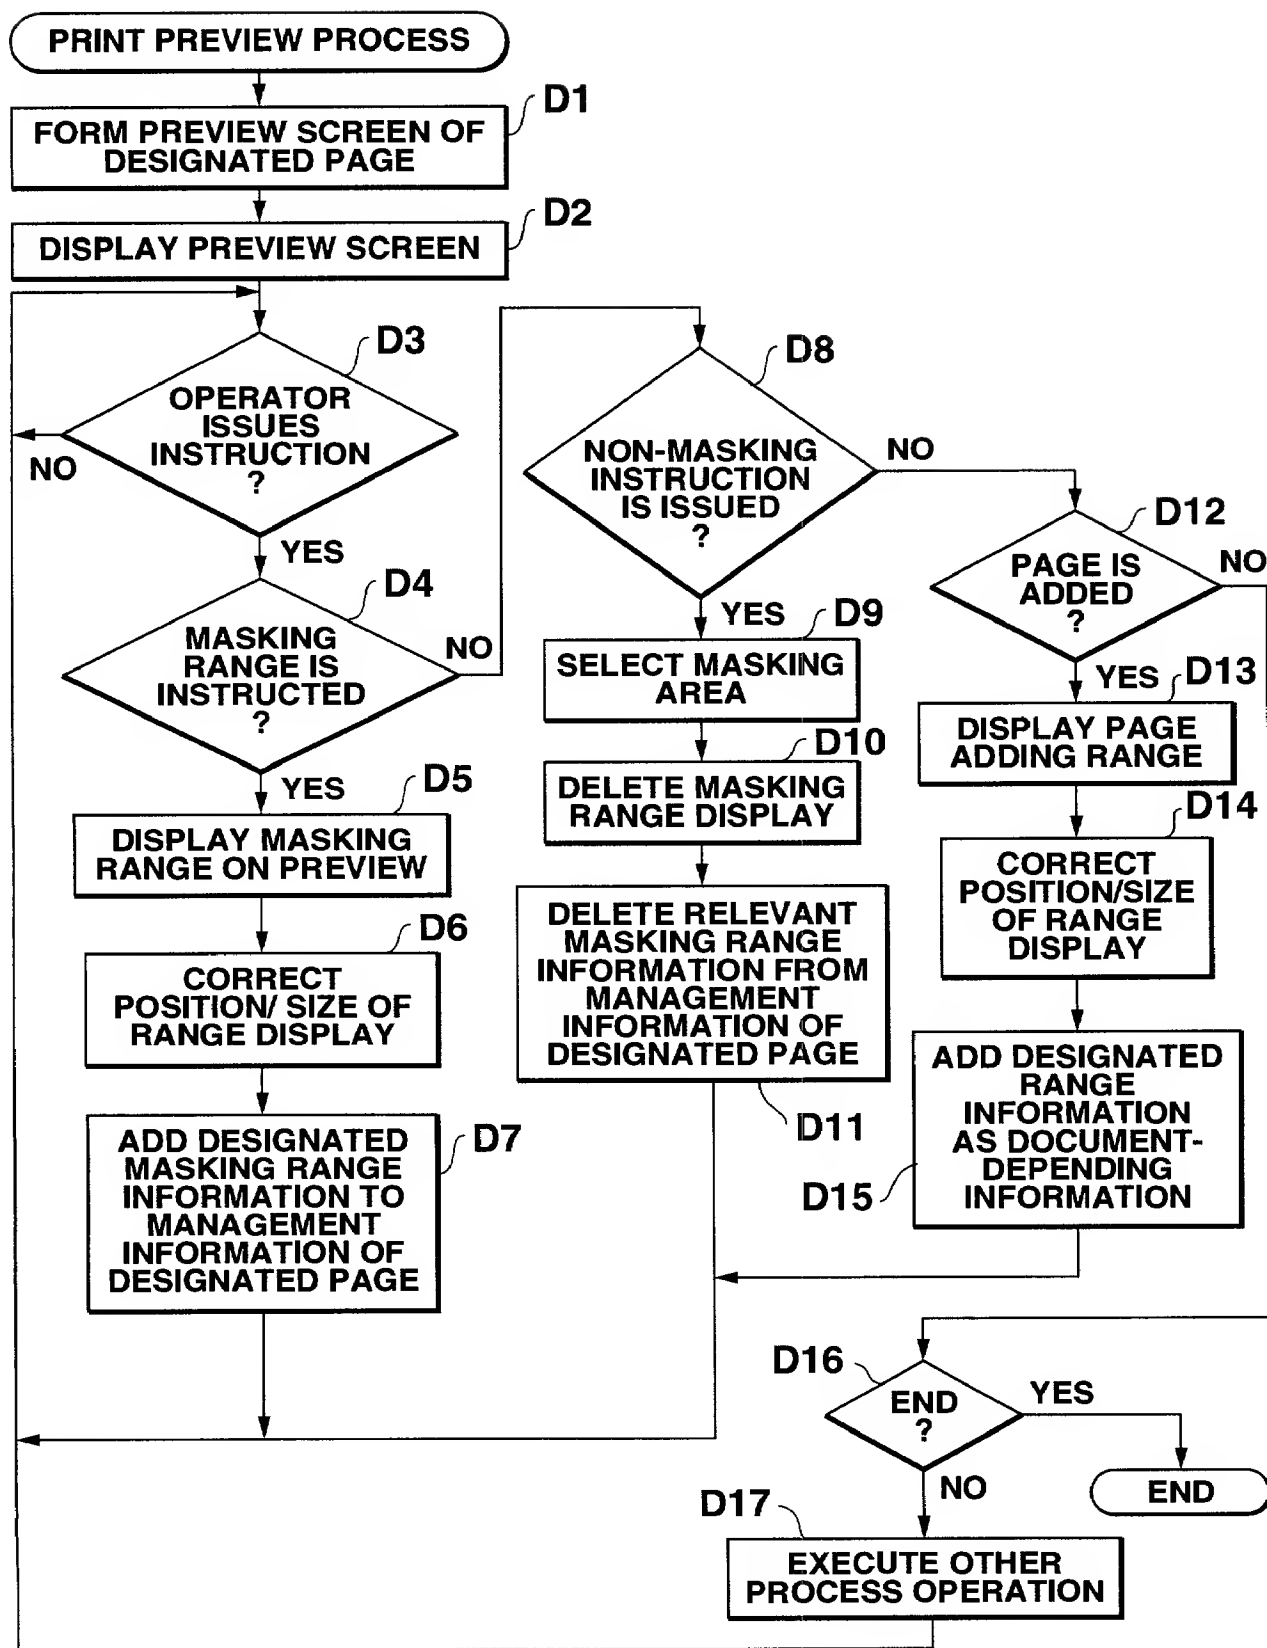 PRINT PREVIEW PROCESS
D1
FORM PREVIEW SCREEN OF
DESIGNATED PAGE
D2
DISPLAY PREVIEW SCREEN
D3
OPERATOR
ISSUES
INSTRUCTION
?
NO
YES
D4
MASKING
RANGE IS
INSTRUCTED
?
NO
YES
D5
DISPLAY MASKING
RANGE ON PREVIEW
D6
CORRECT
POSITION/ SIZE OF
RANGE DISPLAY
D7
ADD DESIGNATED
MASKING RANGE
INFORMATION TO
MANAGEMENT
INFORMATION OF
DESIGNATED PAGE
D8
NON-MASKING
INSTRUCTION
IS ISSUED
?
NO
YES
D9
SELECT MASKING
AREA
D10
DELETE MASKING
RANGE DISPLAY
DELETE RELEVANT
MASKING RANGE
INFORMATION FROM
MANAGEMENT
INFORMATION OF
DESIGNATED PAGE
D11
D12
PAGE IS
ADDED
?
NO
YES
D13
DISPLAY PAGE
ADDING RANGE
D14
CORRECT
POSITION/SIZE
OF RANGE
DISPLAY
ADD DESIGNATED
RANGE
INFORMATION
AS DOCUMENT-
DEPENDING
INFORMATION
D15
D16
END
?
YES
NO
END
D17
EXECUTE OTHER
PROCESS OPERATION